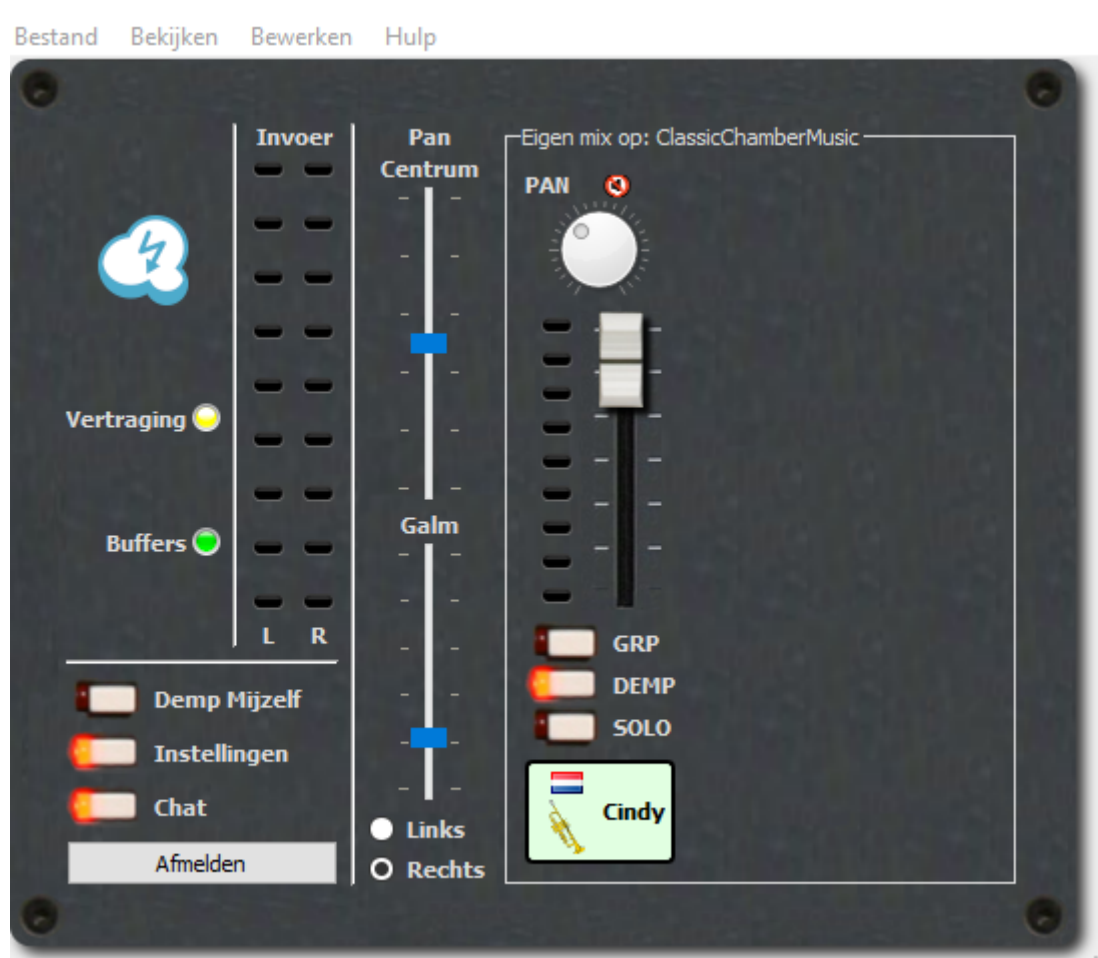 Bestand Bekijken Bewerken Hulp
Invoer
L R
Vertraging
Buffers
Demp Mijzelf
Instellingen
Chat
Afmelden
Pan
Centrum
Galm
Links
Rechts
Eigen mix op: ClassicChamberMusic
PAN
GRP
DEMP
SOLO
Cindy